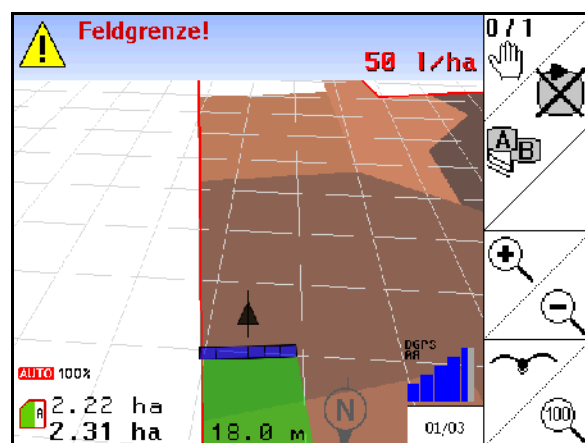 Feldgrenze!
50 l/ha
0 / 1
A B
DGPS
AUTO 100%
A 2.22 ha
2.31 ha
18.0 м
N
01/03
100